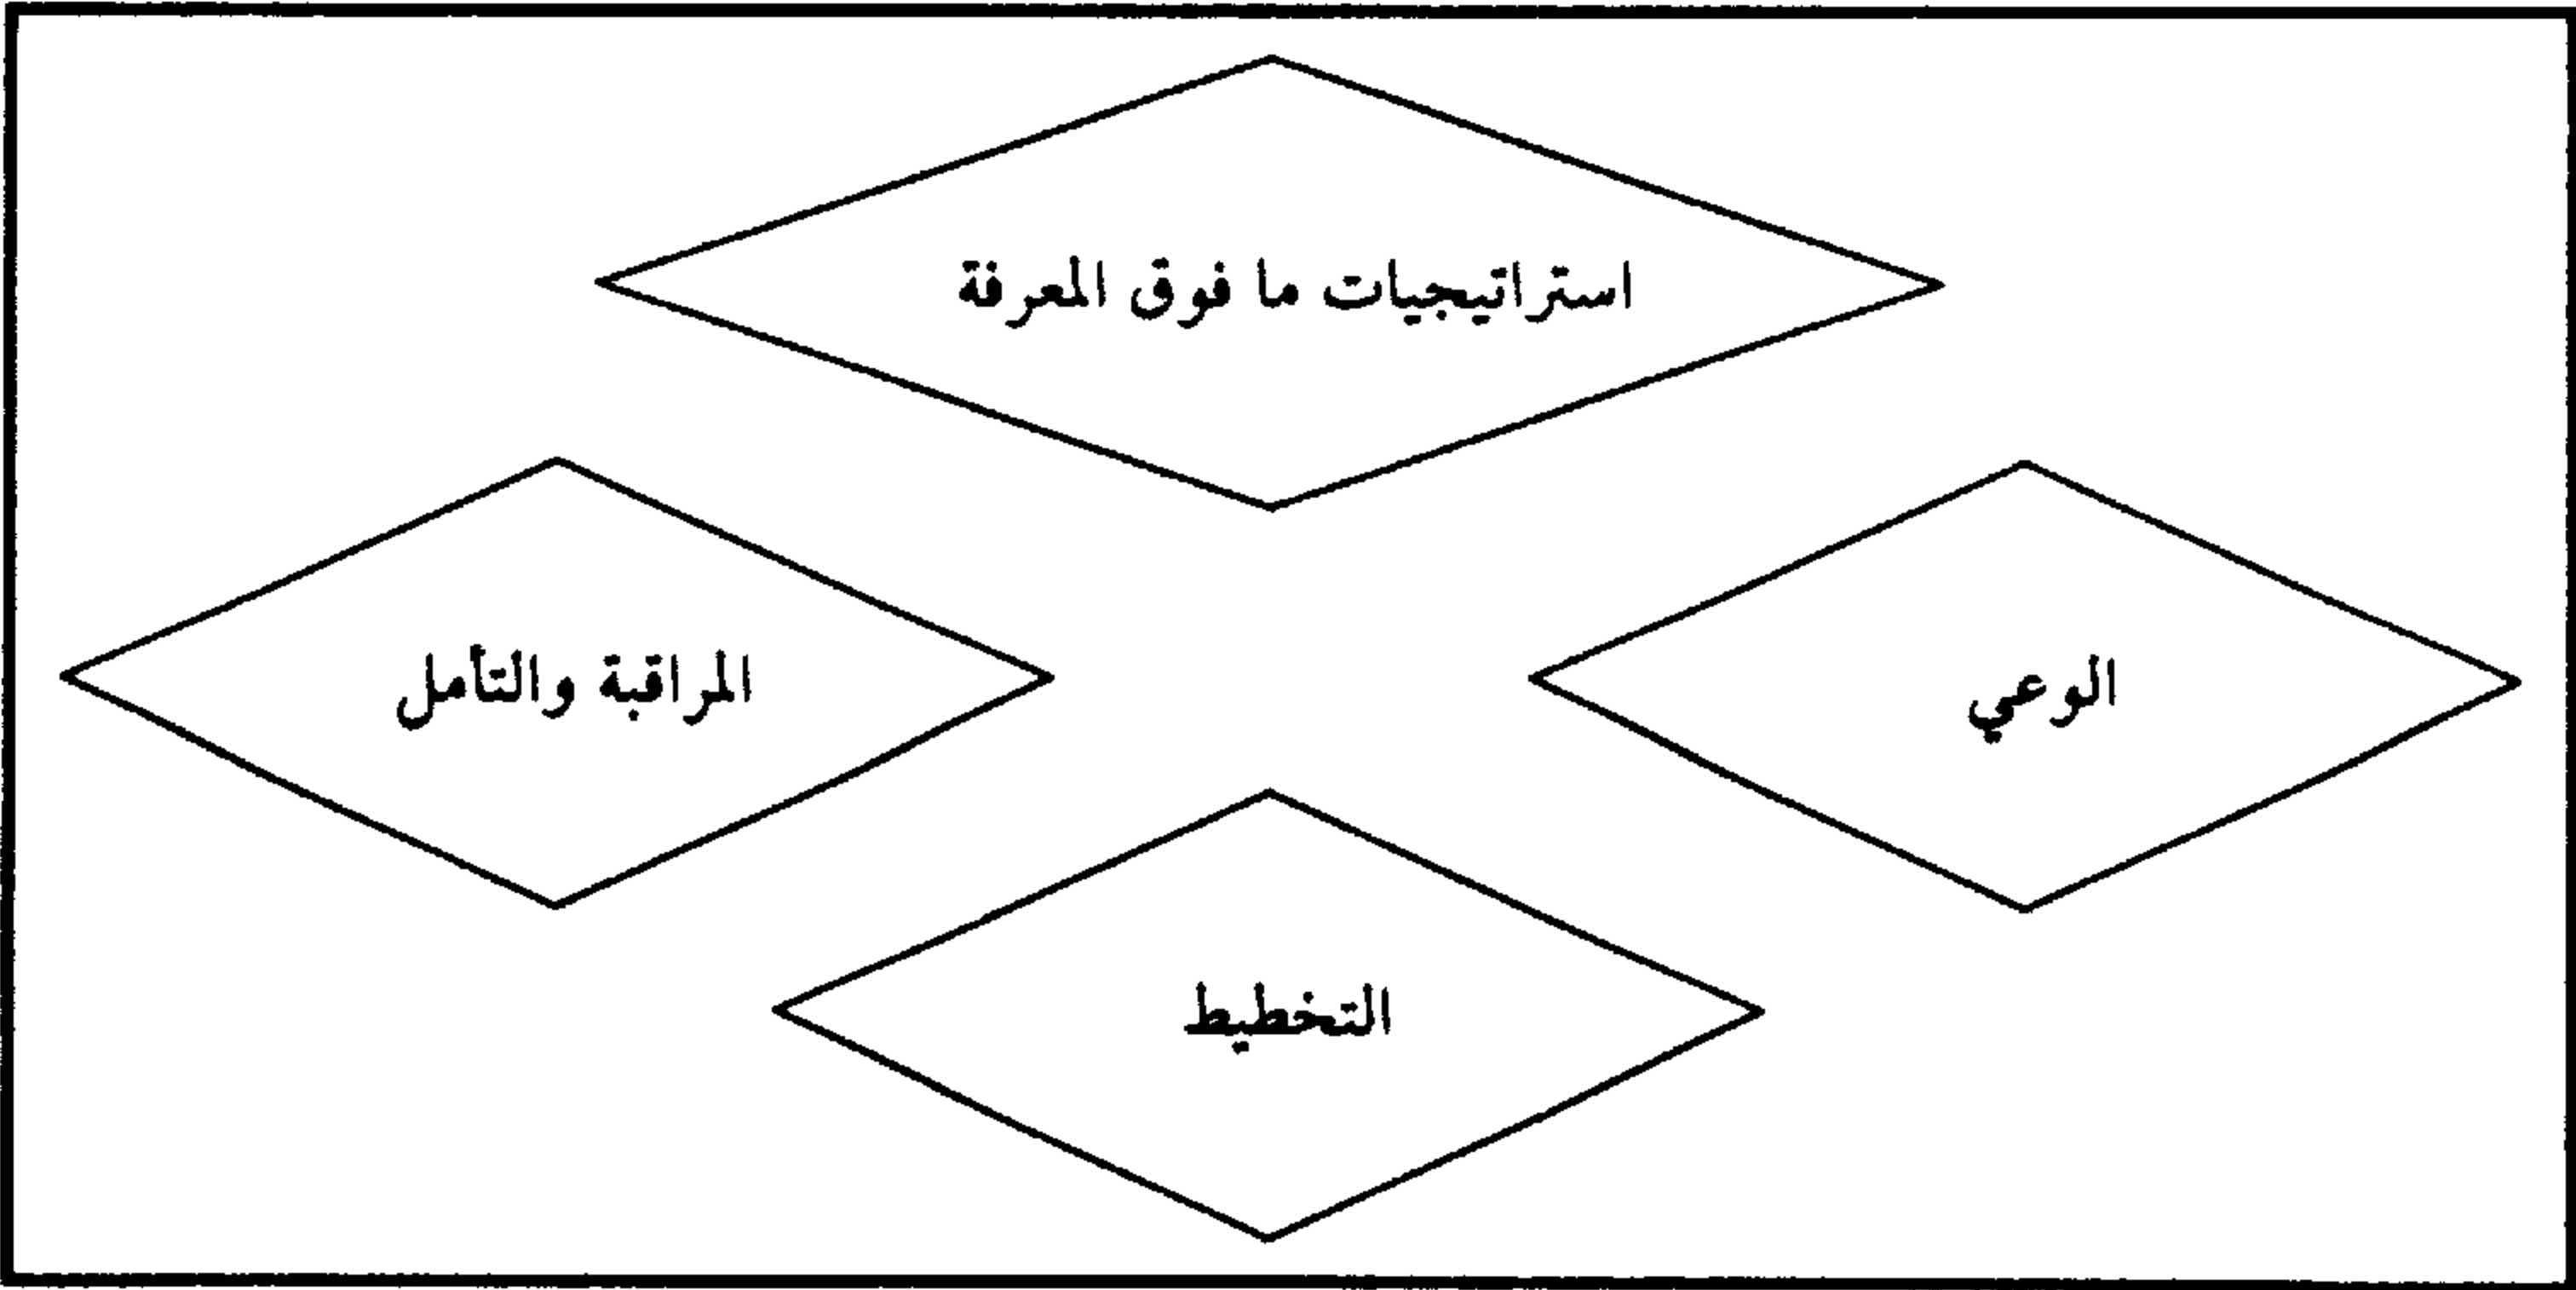 استراتيجيات ما فوق المعرفة
الوعي
المراقبة والتأمل
التخطيط